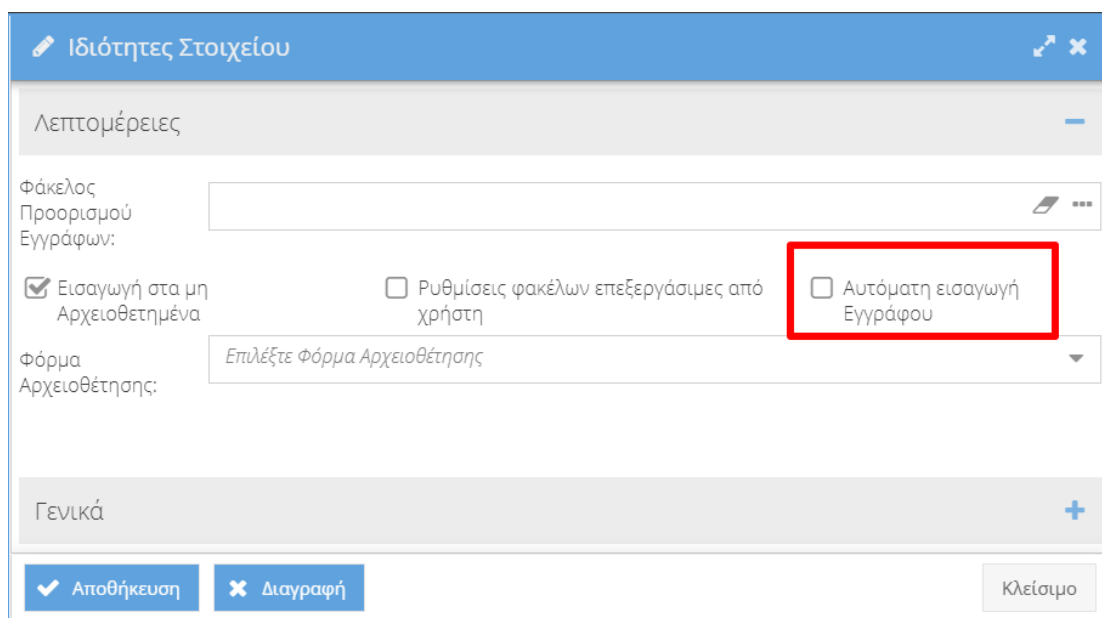 Ιδιότητες Στοιχείου
Λεπτομέρειες
Φάκελος
Προορισμού
Εγγράφων:
Εισαγωγή στα μη
Αρχειοθετημένα
Ρυθμίσεις φακέλων επεξεργάσιμες από
χρήστη
Αυτόματη εισαγωγή
Εγγράφου
Φόρμα
Αρχειοθέτησης:
Επιλέξτε Φόρμα Αρχειοθέτησης
Γενικά
Αποθήκευση
Διαγραφή
Κλείσιμο